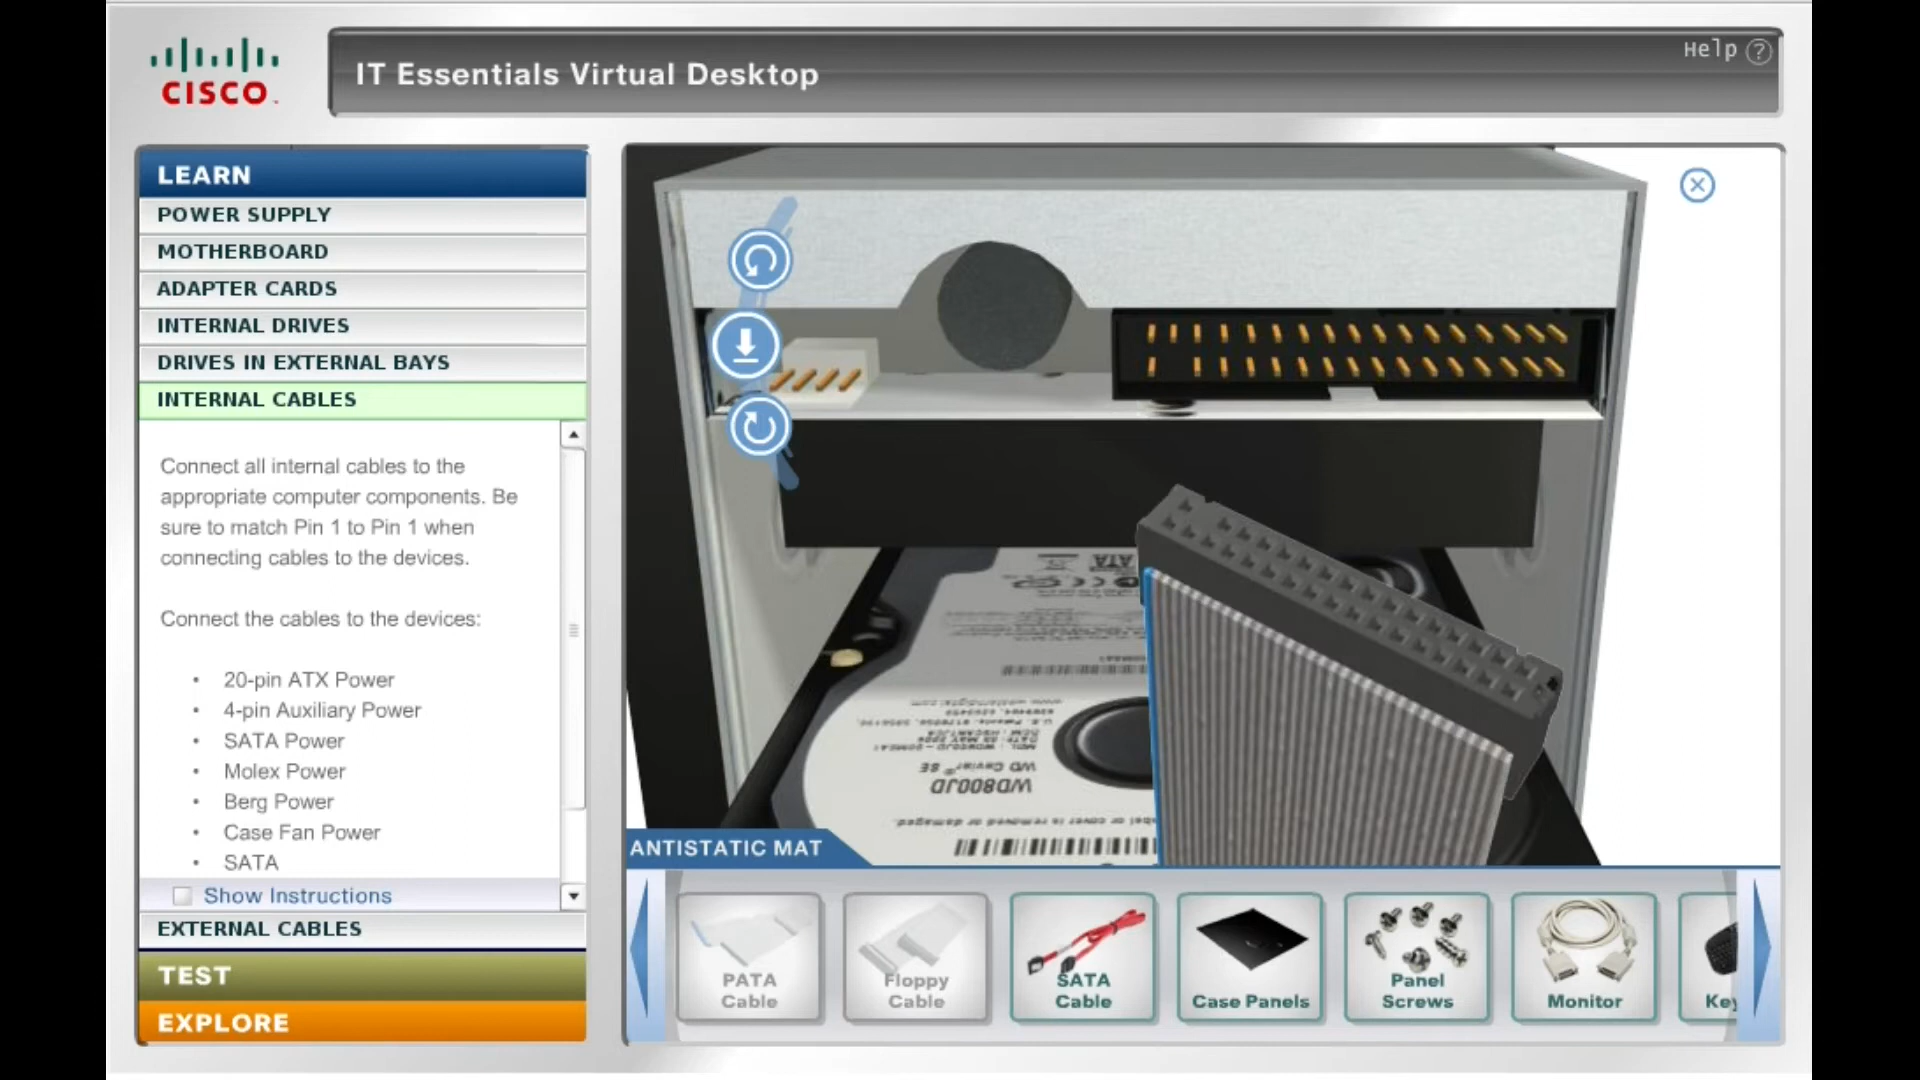 CISCO
IT Essentials Virtual Desktop
Help ?
LEARN
POWER SUPPLY
MOTHERBOARD
ADAPTER CARDS
INTERNAL DRIVES
DRIVES IN EXTERNAL BAYS
INTERNAL CABLES
Connect all internal cables to the
appropriate computer components. Be
sure to match Pin 1 to Pin 1 when
connecting cables to the devices.
Connect the cables to the devices:
• 20-pin ATX Power
• 4-pin Auxiliary Power
• SATA Power
• Molex Power
• Berg Power
• Case Fan Power
• SATA
Show Instructions
EXTERNAL CABLES
TEST
EXPLORE
SATA
WD Caviar® SE
WD800JD
ANTISTATIC MAT
PATA
Cable
Floppy
Cable
SATA
Cable
Case Panels
Panel
Screws
Monitor
Key